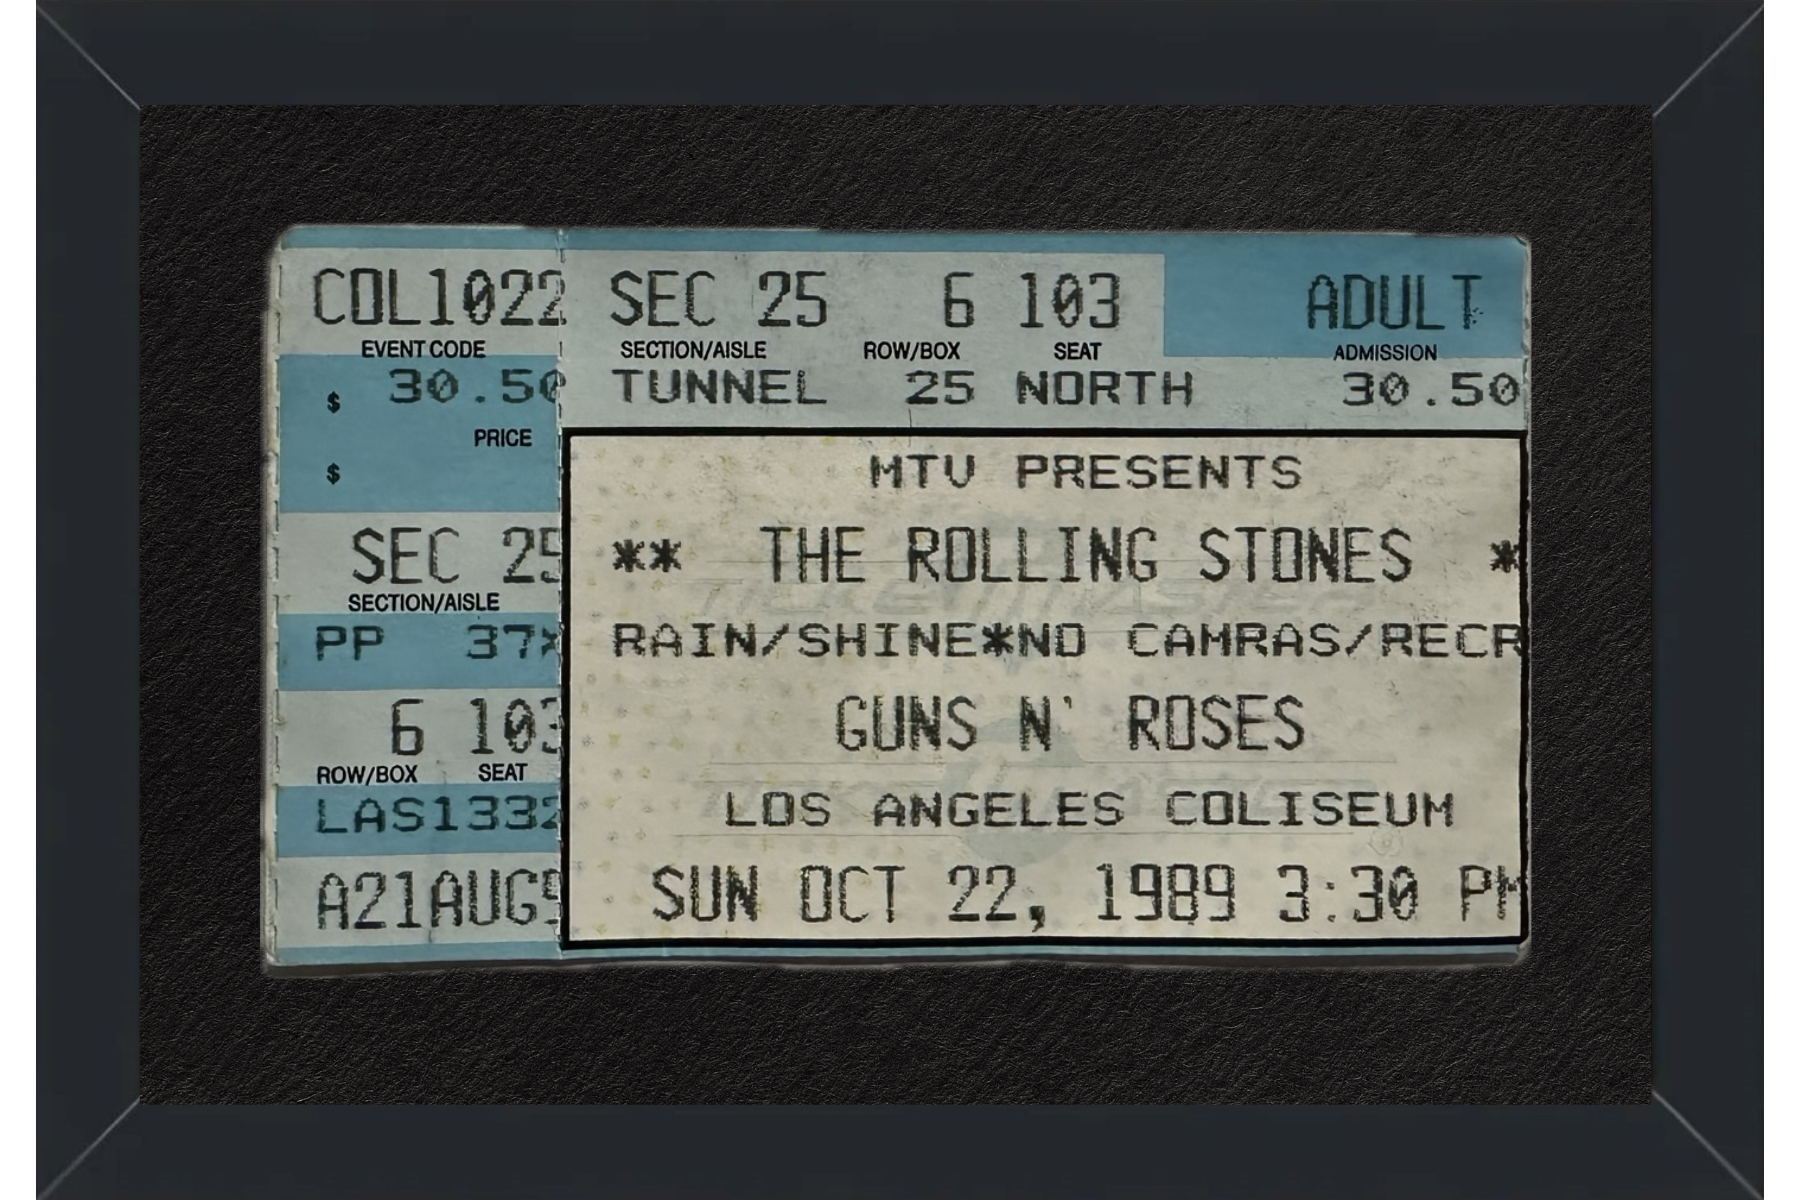 COL1022 SEC 25 6 103 ADULT
EVENT CODE SECTION/AISLE ROW/BOX SEAT ADMISSION
$ 30.50 TUNNEL 25 NORTH 30.50
PRICE
$
MTV PRESENTS
SEC 25 ** THE ROLLING STONES *
SECTION/AISLE
PP 37X RAIN/SHINE*NO CAMRAS/RECR
6 103 GUNS N' ROSES
ROW/BOX SEAT
LAS1332 LOS ANGELES COLISEUM
A21AUG SUN OCT 22, 1989 3:30 PM